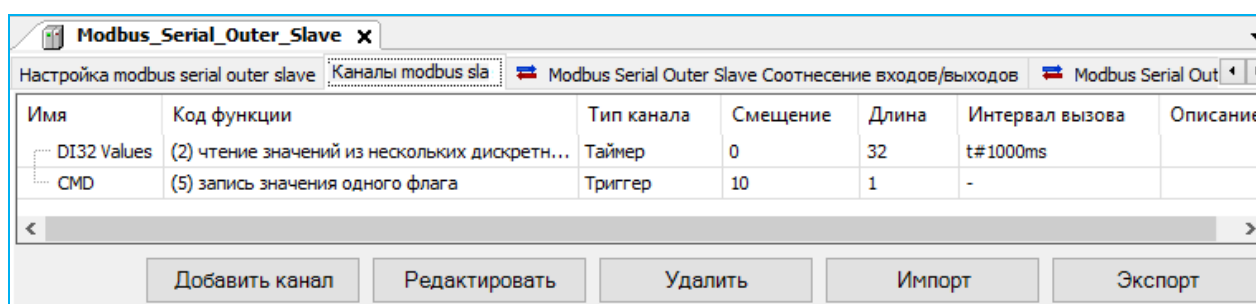 Modbus_Serial_Outer_Slave x
Настройка modbus serial outer slave Каналы modbus sla Modbus Serial Outer Slave Соотнесение входов/выходов Modbus Serial Out
Имя Код функции Тип канала Смещение Длина Интервал вызова Описание
DI32 Values (2) чтение значений из нескольких дискретн... Таймер 0 32 t#1000ms
CMD (5) запись значения одного флага Триггер 10 1 -
Добавить канал Редактировать Удалить Импорт Экспорт